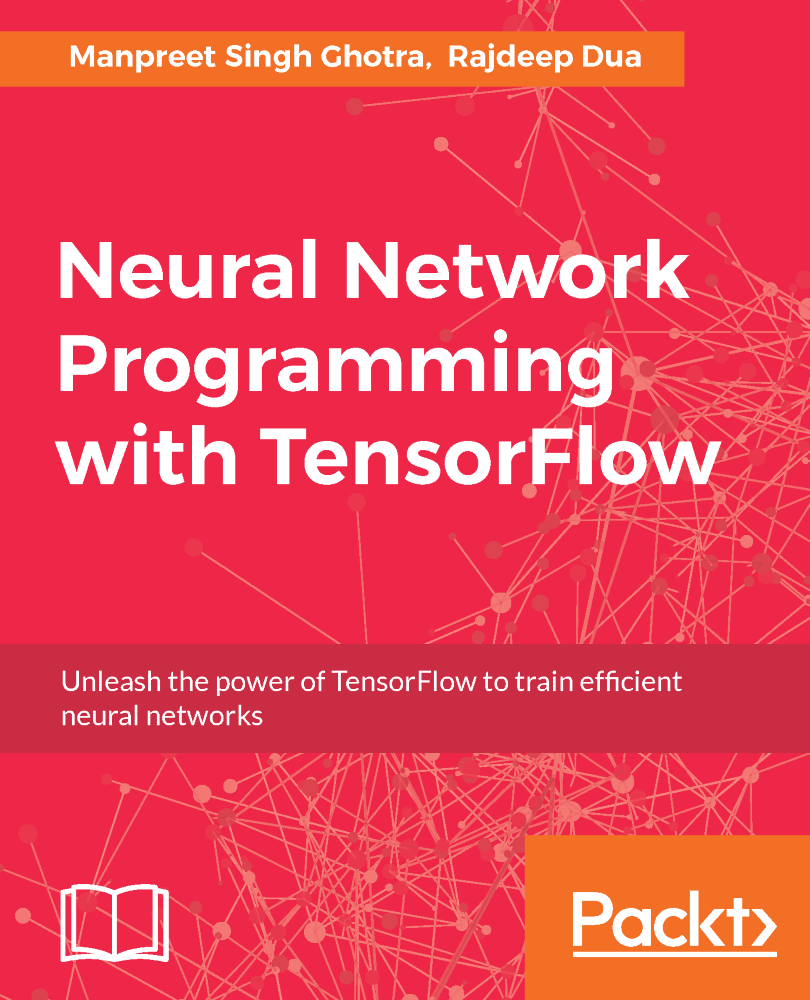 Manpreet Singh Ghotra, Rajdeep Dua
Neural Network
Programming
with TensorFlow
Unleash the power of TensorFlow to train efficient
neural networks
Packt